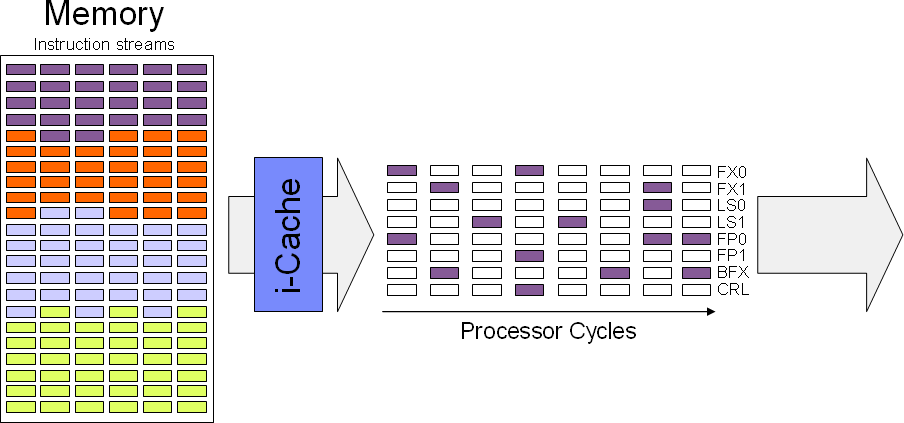 Memory
Instruction streams
i-Cache
FX0
FX1
LS0
LS1
FP0
FP1
BFX
CRL
Processor Cycles